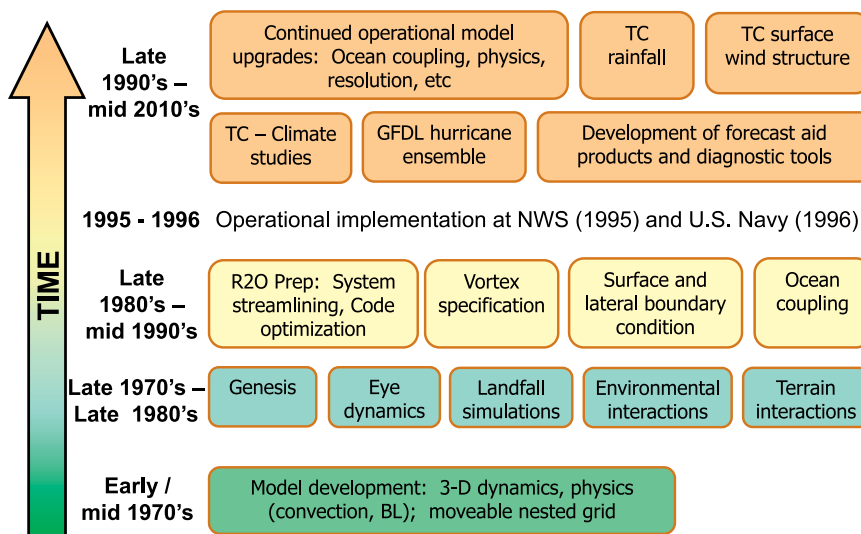 TIME
Late
1990's –
mid 2010's
Continued operational model
upgrades: Ocean coupling, physics,
resolution, etc
TC
rainfall
TC surface
wind structure
TC – Climate
studies
GFDL hurricane
ensemble
Development of forecast aid
products and diagnostic tools
1995 - 1996
Operational implementation at NWS (1995) and U.S. Navy (1996)
Late
1980's –
mid 1990's
R2O Prep: System
streamlining, Code
optimization
Vortex
specification
Surface and
lateral boundary
condition
Ocean
coupling
Late 1970's –
Late 1980's
Genesis
Eye
dynamics
Landfall
simulations
Environmental
interactions
Terrain
interactions
Early /
mid 1970's
Model development: 3-D dynamics, physics
(convection, BL); moveable nested grid